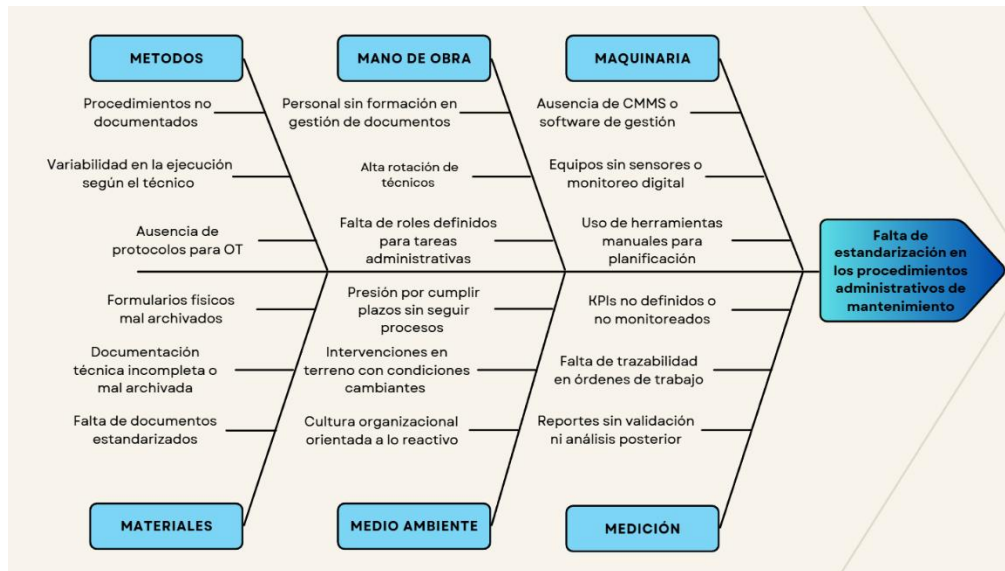 METODOS
MANO DE OBRA
MAQUINARIA
Procedimientos no
documentados
Personal sin formación en
gestión de documentos
Ausencia de CMMS o
software de gestión
Variabilidad en la ejecución
según el técnico
Alta rotación de
técnicos
Equipos sin sensores o
monitoreo digital
Ausencia de
protocolos para OT
Falta de roles definidos
para tareas
administrativas
Uso de herramientas
manuales para
planificación
Falta de
estandarización en
los procedimientos
administrativos de
mantenimiento
Formularios físicos
mal archivados
Presión por cumplir
plazos sin seguir
procesos
KPIs no definidos o
no monitoreados
Documentación
técnica incompleta o
mal archivada
Intervenciones en
terreno con condiciones
cambiantes
Falta de trazabilidad
en órdenes de trabajo
Falta de documentos
estandarizados
Cultura organizacional
orientada a lo reactivo
Reportes sin validación
ni análisis posterior
MATERIALES
MEDIO AMBIENTE
MEDICIÓN